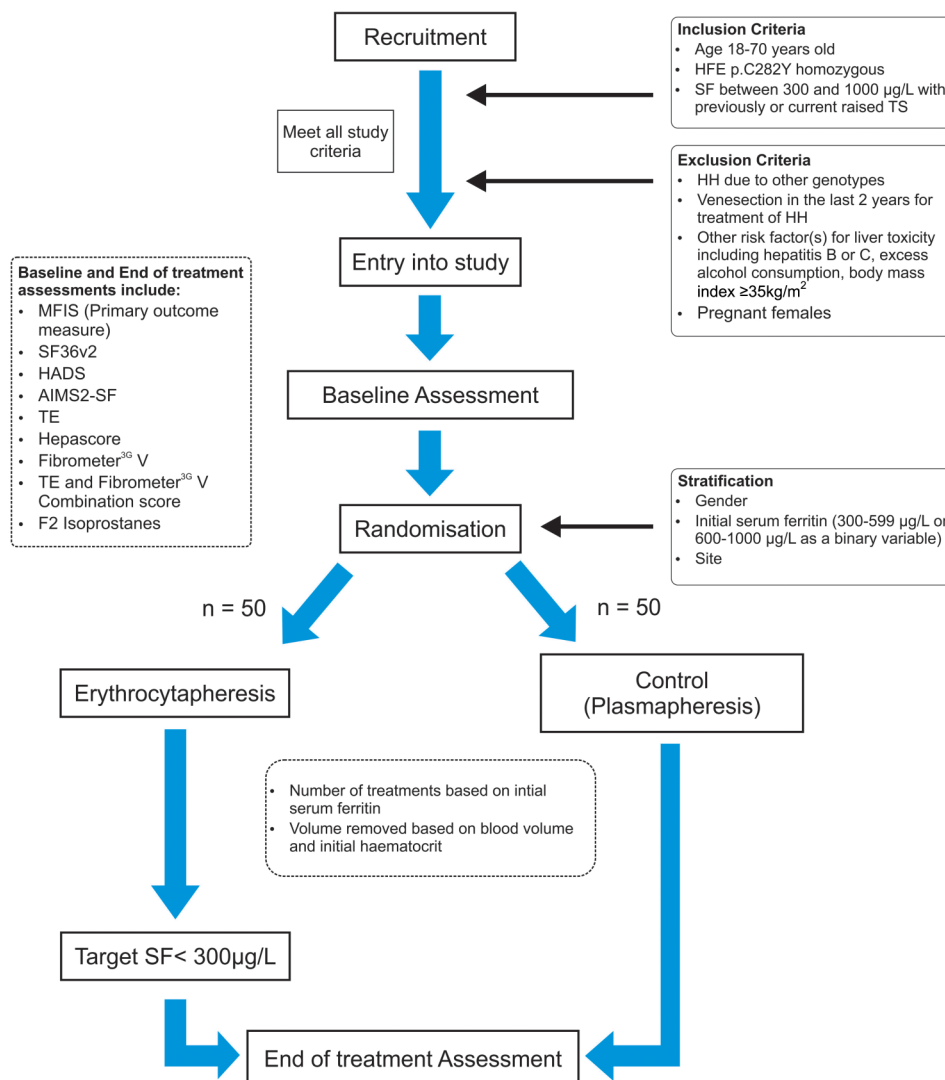 Recruitment
Inclusion Criteria
• Age 18-70 years old
• HFE p.C282Y homozygous
• SF between 300 and 1000 µg/L with
previously or current raised TS
Meet all study
criteria
Exclusion Criteria
• HH due to other genotypes
• Venesection in the last 2 years for
treatment of HH
• Other risk factor(s) for liver toxicity
including hepatitis B or C, excess
alcohol consumption, body mass
index ≥35kg/m²
• Pregnant females
Entry into study
Baseline and End of treatment
assessments include:
• MFIS (Primary outcome
measure)
• SF36v2
• HADS
• AIMS2-SF
• TE
• Hepascore
• Fibrometer³ᴳ V
• TE and Fibrometer³ᴳ V
Combination score
• F2 Isoprostanes
Baseline Assessment
Stratification
• Gender
• Initial serum ferritin (300-599 µg/L or
600-1000 µg/L as a binary variable)
• Site
Randomisation
n = 50
n = 50
Erythrocytapheresis
Control
(Plasmapheresis)
• Number of treatments based on intial
serum ferritin
• Volume removed based on blood volume
and initial haematocrit
Target SF< 300µg/L
End of treatment Assessment